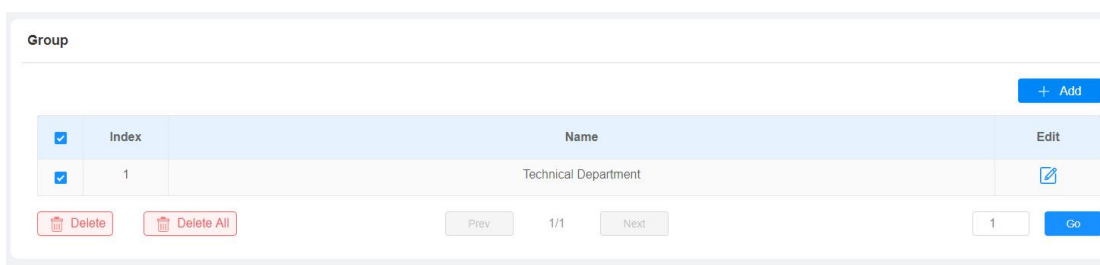 Group
+ Add
Index Name Edit
1 Technical Department
Delete Delete All Prev 1/1 Next 1 Go